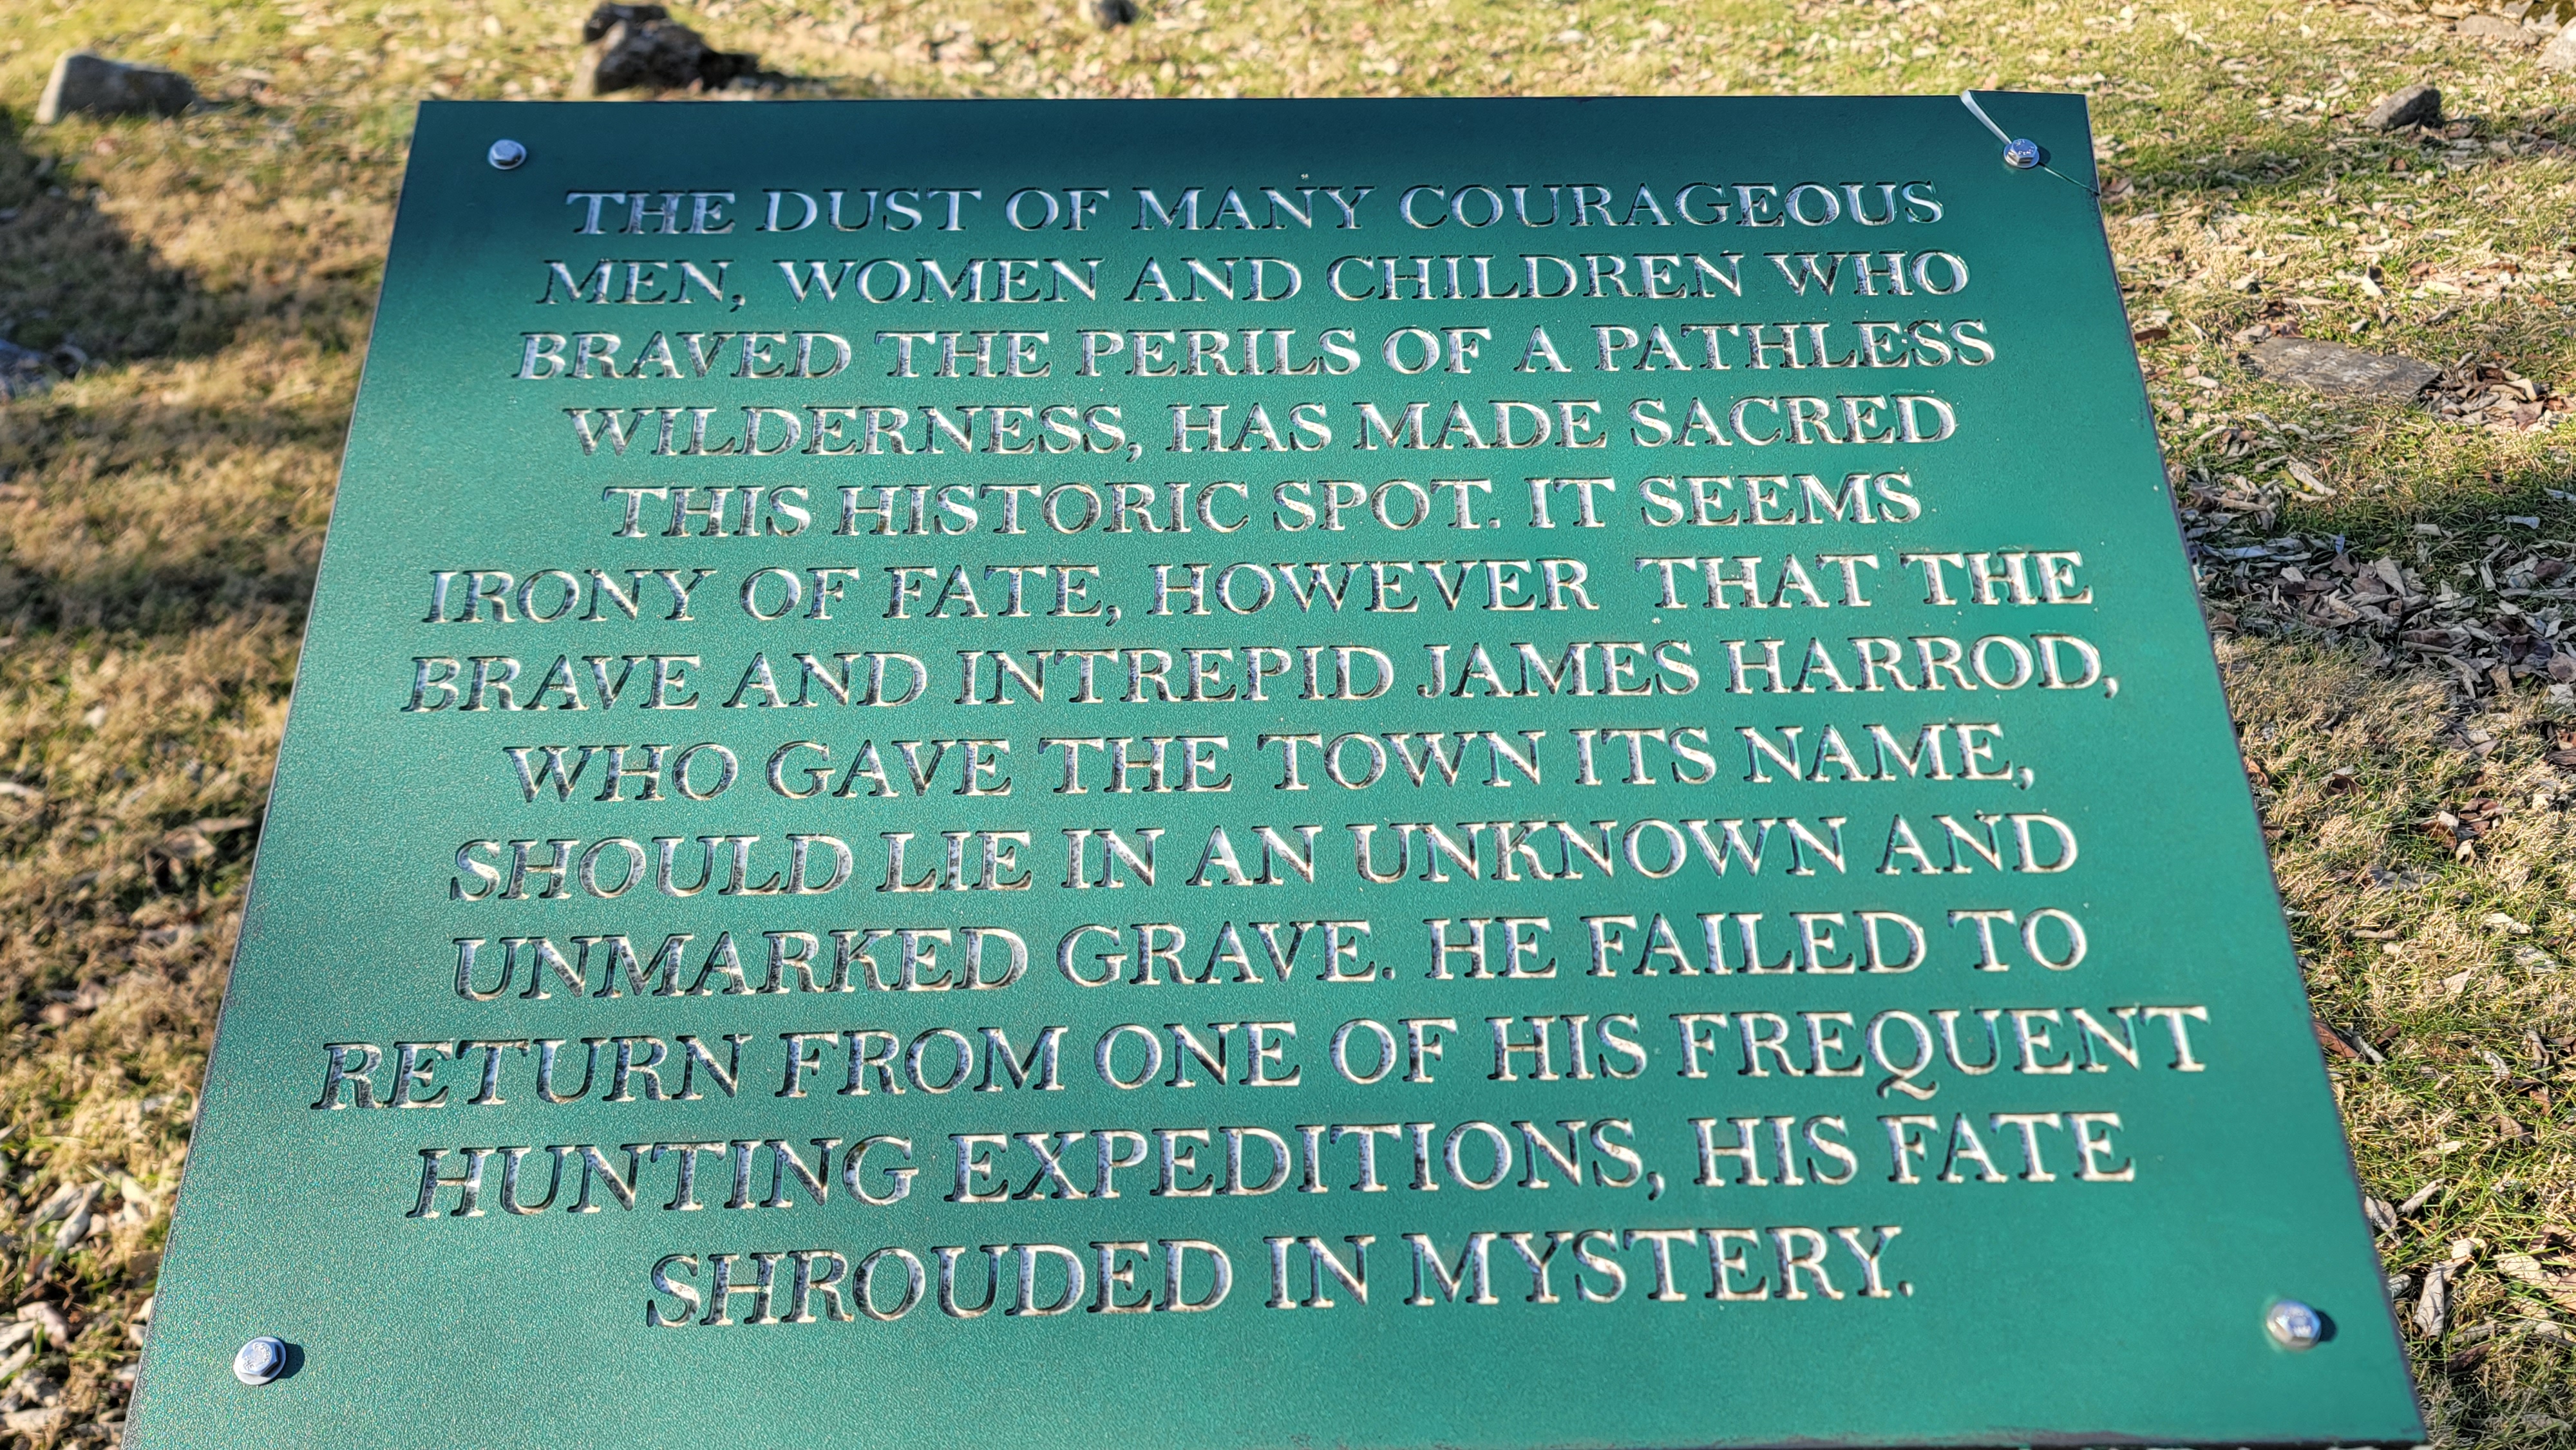 THE DUST OF MANY COURAGEOUS
MEN, WOMEN AND CHILDREN WHO
BRAVED THE PERILS OF A PATHLESS
WILDERNESS, HAS MADE SACRED
THIS HISTORIC SPOT. IT SEEMS
IRONY OF FATE, HOWEVER THAT THE
BRAVE AND INTREPID JAMES HARROD,
WHO GAVE THE TOWN ITS NAME,
SHOULD LIE IN AN UNKNOWN AND
UNMARKED GRAVE. HE FAILED TO
RETURN FROM ONE OF HIS FREQUENT
HUNTING EXPEDITIONS, HIS FATE
SHROUDED IN MYSTERY.